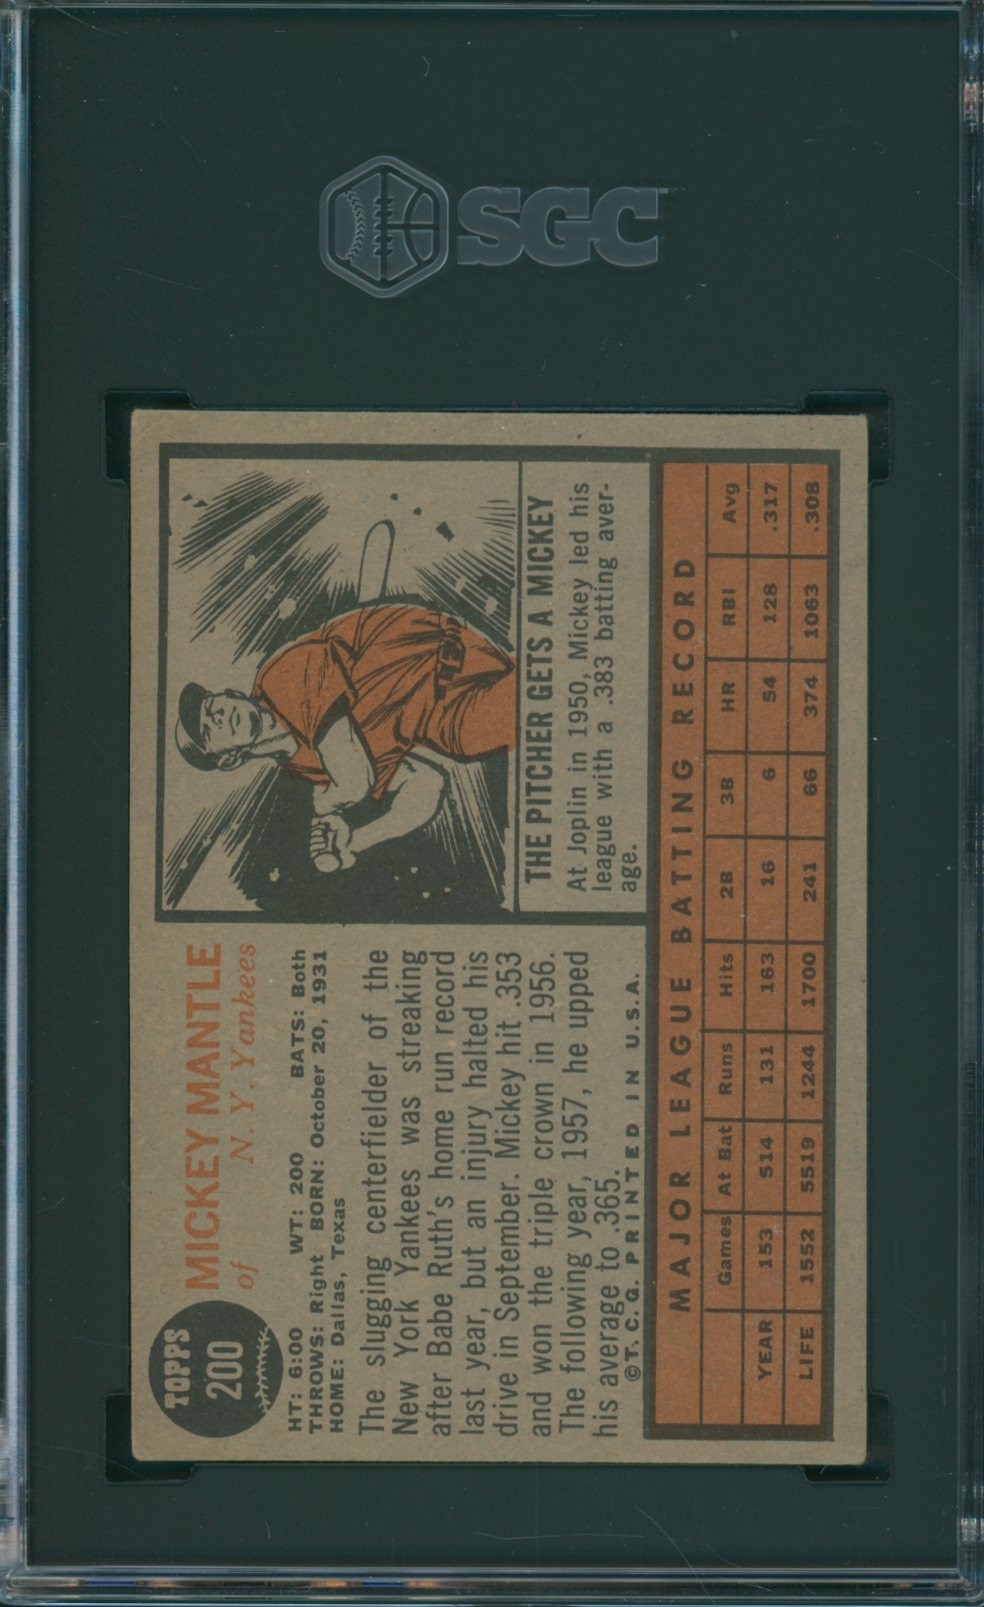 SGC
TOPPS
200
MICKEY MANTLE
of N. Y. Yankees
HT: 6:00 WT: 200 BATS: Both
THROWS: Right BORN: October 20, 1931
HOME: Dallas, Texas
The slugging centerfielder of the
New York Yankees was streaking
after Babe Ruth's home run record
last year, but an injury halted his
drive in September. Mickey hit .353
and won the triple crown in 1956.
The following year, 1957, he upped
his average to .365.
©T. C. G. PRINTED IN U.S.A.
THE PITCHER GETS A MICKEY
At Joplin in 1950, Mickey led his
league with a .383 batting aver-
age.
MAJOR LEAGUE BATTING RECORD
Games At Bat Runs Hits 2B 3B HR RBI Avg
YEAR 153 514 131 163 16 6 54 128 .317
LIFE 1552 5519 1244 1700 241 66 374 1063 .308